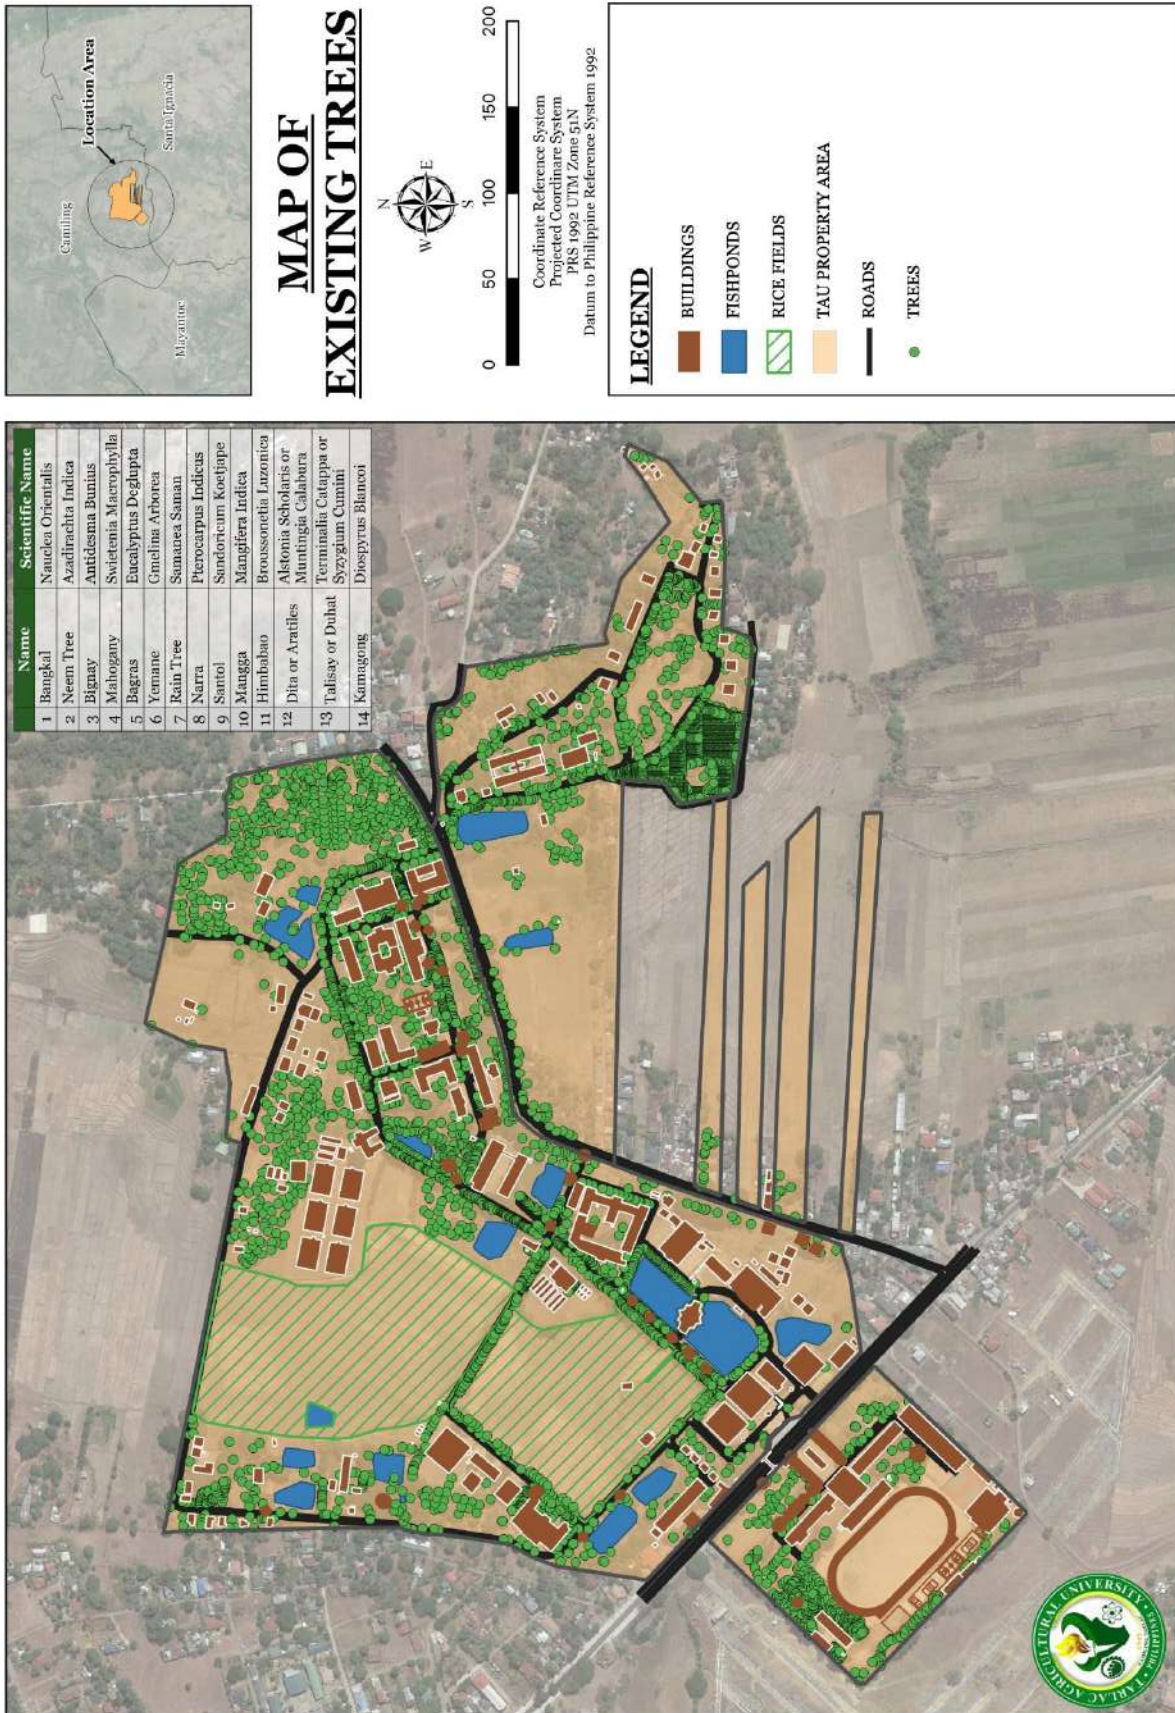 Name Scientific Name
1 Bangkal Nauclea Orientalis
2 Neem Tree Azadirachta Indica
3 Bignay Antidesma Bunius
4 Mahogany Swietenia Macrophylla
5 Bagras Eucalyptus Deglupta
6 Yemane Gmelina Arborea
7 Rain Tree Samanea Saman
8 Narra Pterocarpus Indicus
9 Santol Sandoricum Koetjape
10 Mangga Mangifera Indica
11 Himbabao Broussonetia Luzonica
12 Dita or Aratiles Alstonia Scholaris or
Muntingia Calabura
13 Talisay or Duhat Terminalia Catappa or
Syzygium Cumini
14 Kamagong Diospyrus Blancoi
Camiling
Location Area
Santa Ignacia
Mayantoc
MAP OF
EXISTING TREES
N
W
E
S
0 50 100 150 200
Coordinate Reference System
Projected Coordinare System
PRS 1992 UTM Zone 51N
Datum to Philippine Reference System 1992
LEGEND
BUILDINGS
FISHPONDS
RICE FIELDS
TAU PROPERTY AREA
ROADS
TREES
TARLAC AGRICULTURAL UNIVERSITY
PHILIPPINES